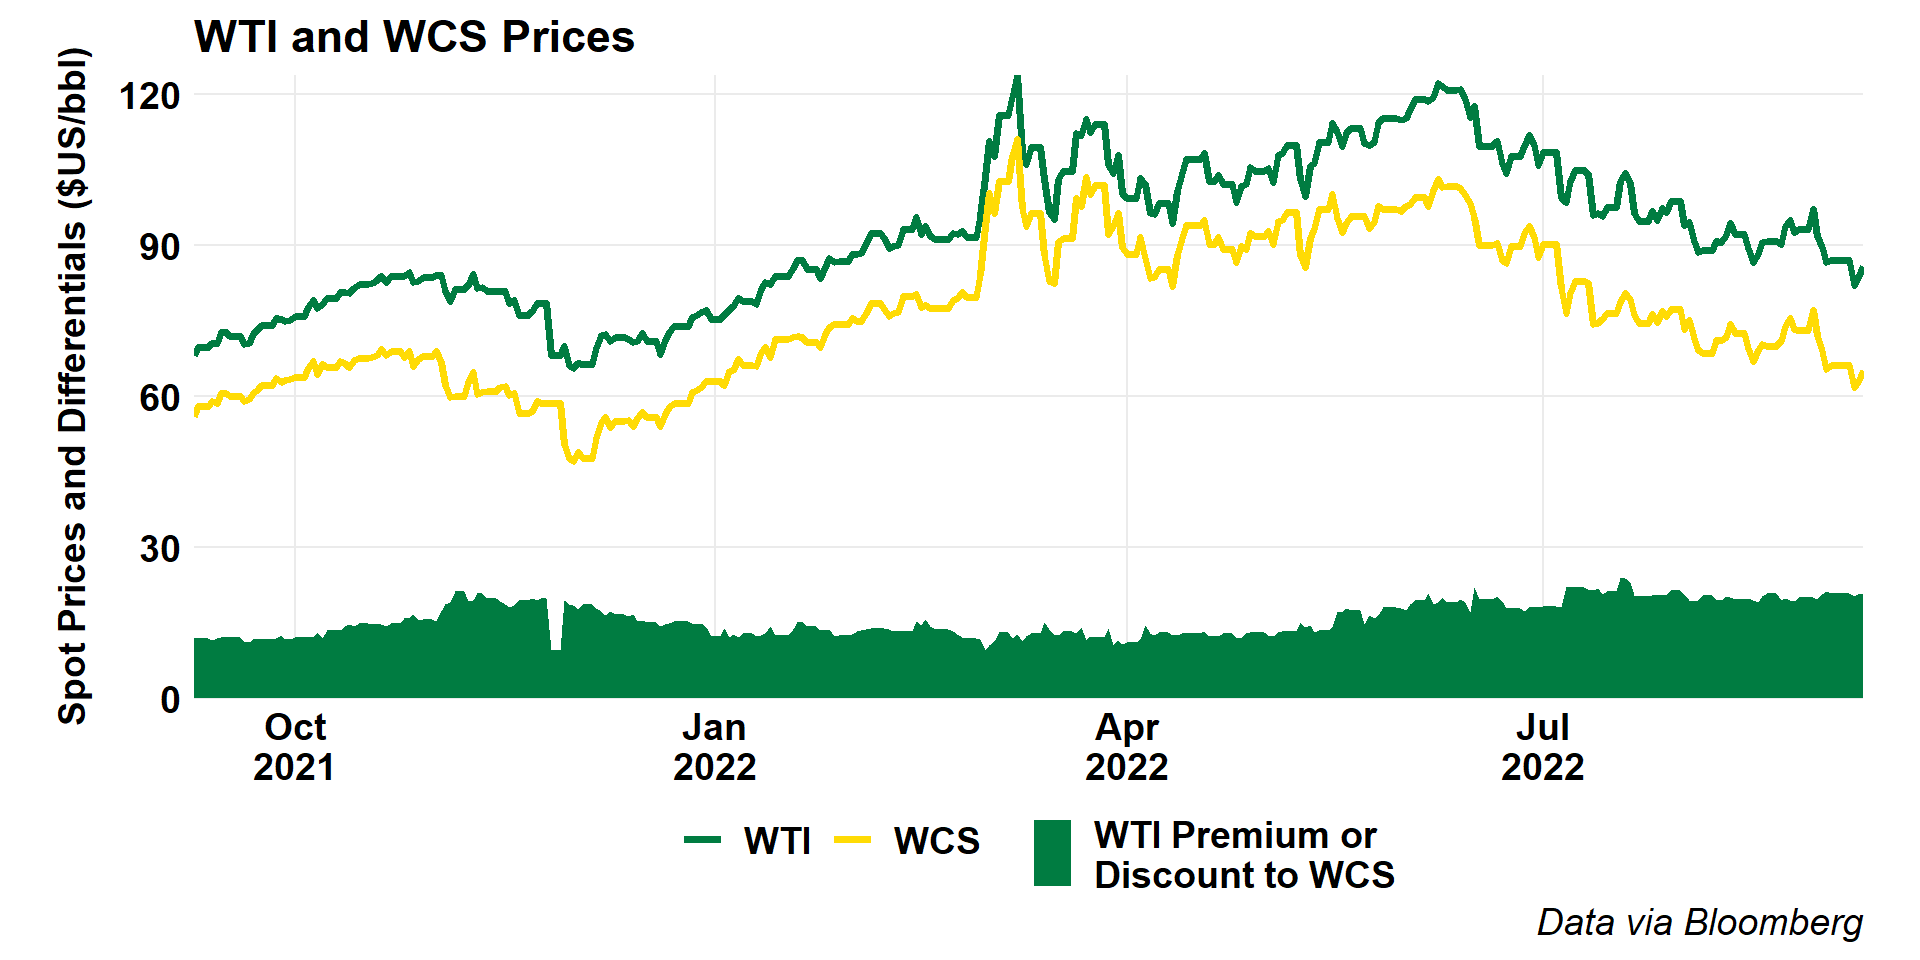 WTI and WCS Prices
Spot Prices and Differentials ($US/bbl)
120
90
60
30
0
Oct
2021
Jan
2022
Apr
2022
Jul
2022
WTI
WCS
WTI Premium or
Discount to WCS
Data via Bloomberg